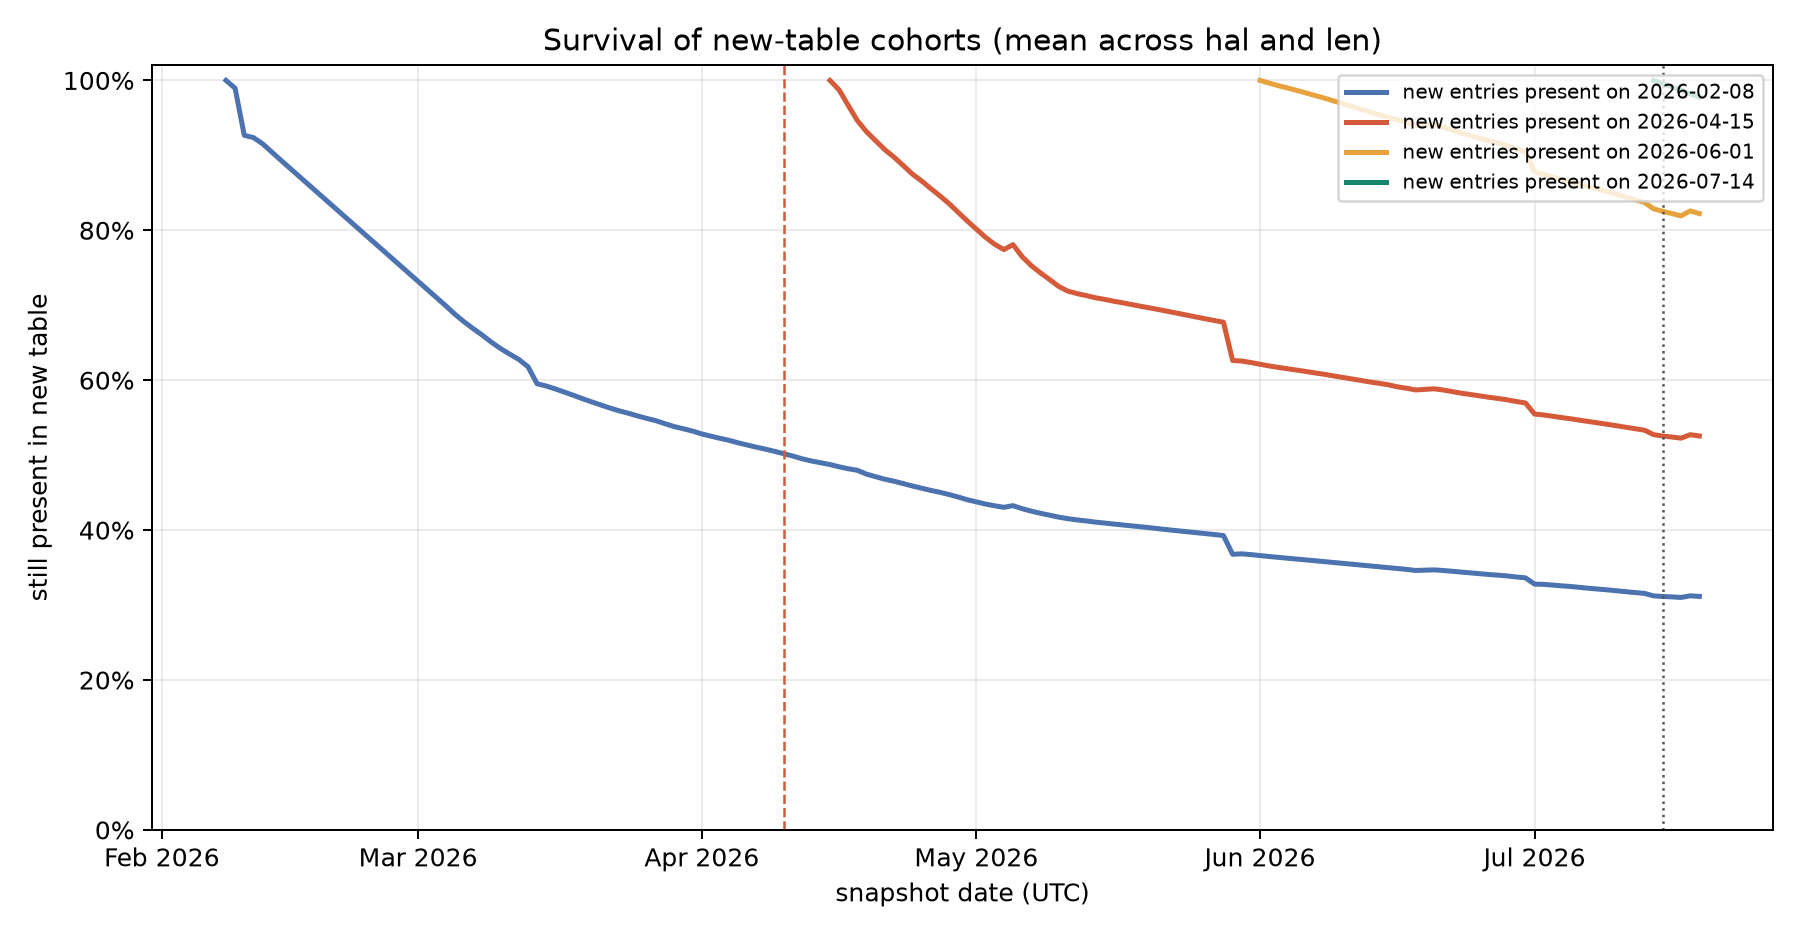 Survival of new-table cohorts (mean across hal and len)
100%
80%
60%
40%
20%
0%
still present in new table
new entries present on 2026-02-08
new entries present on 2026-04-15
new entries present on 2026-06-01
new entries present on 2026-07-14
Feb 2026
Mar 2026
Apr 2026
May 2026
Jun 2026
Jul 2026
snapshot date (UTC)